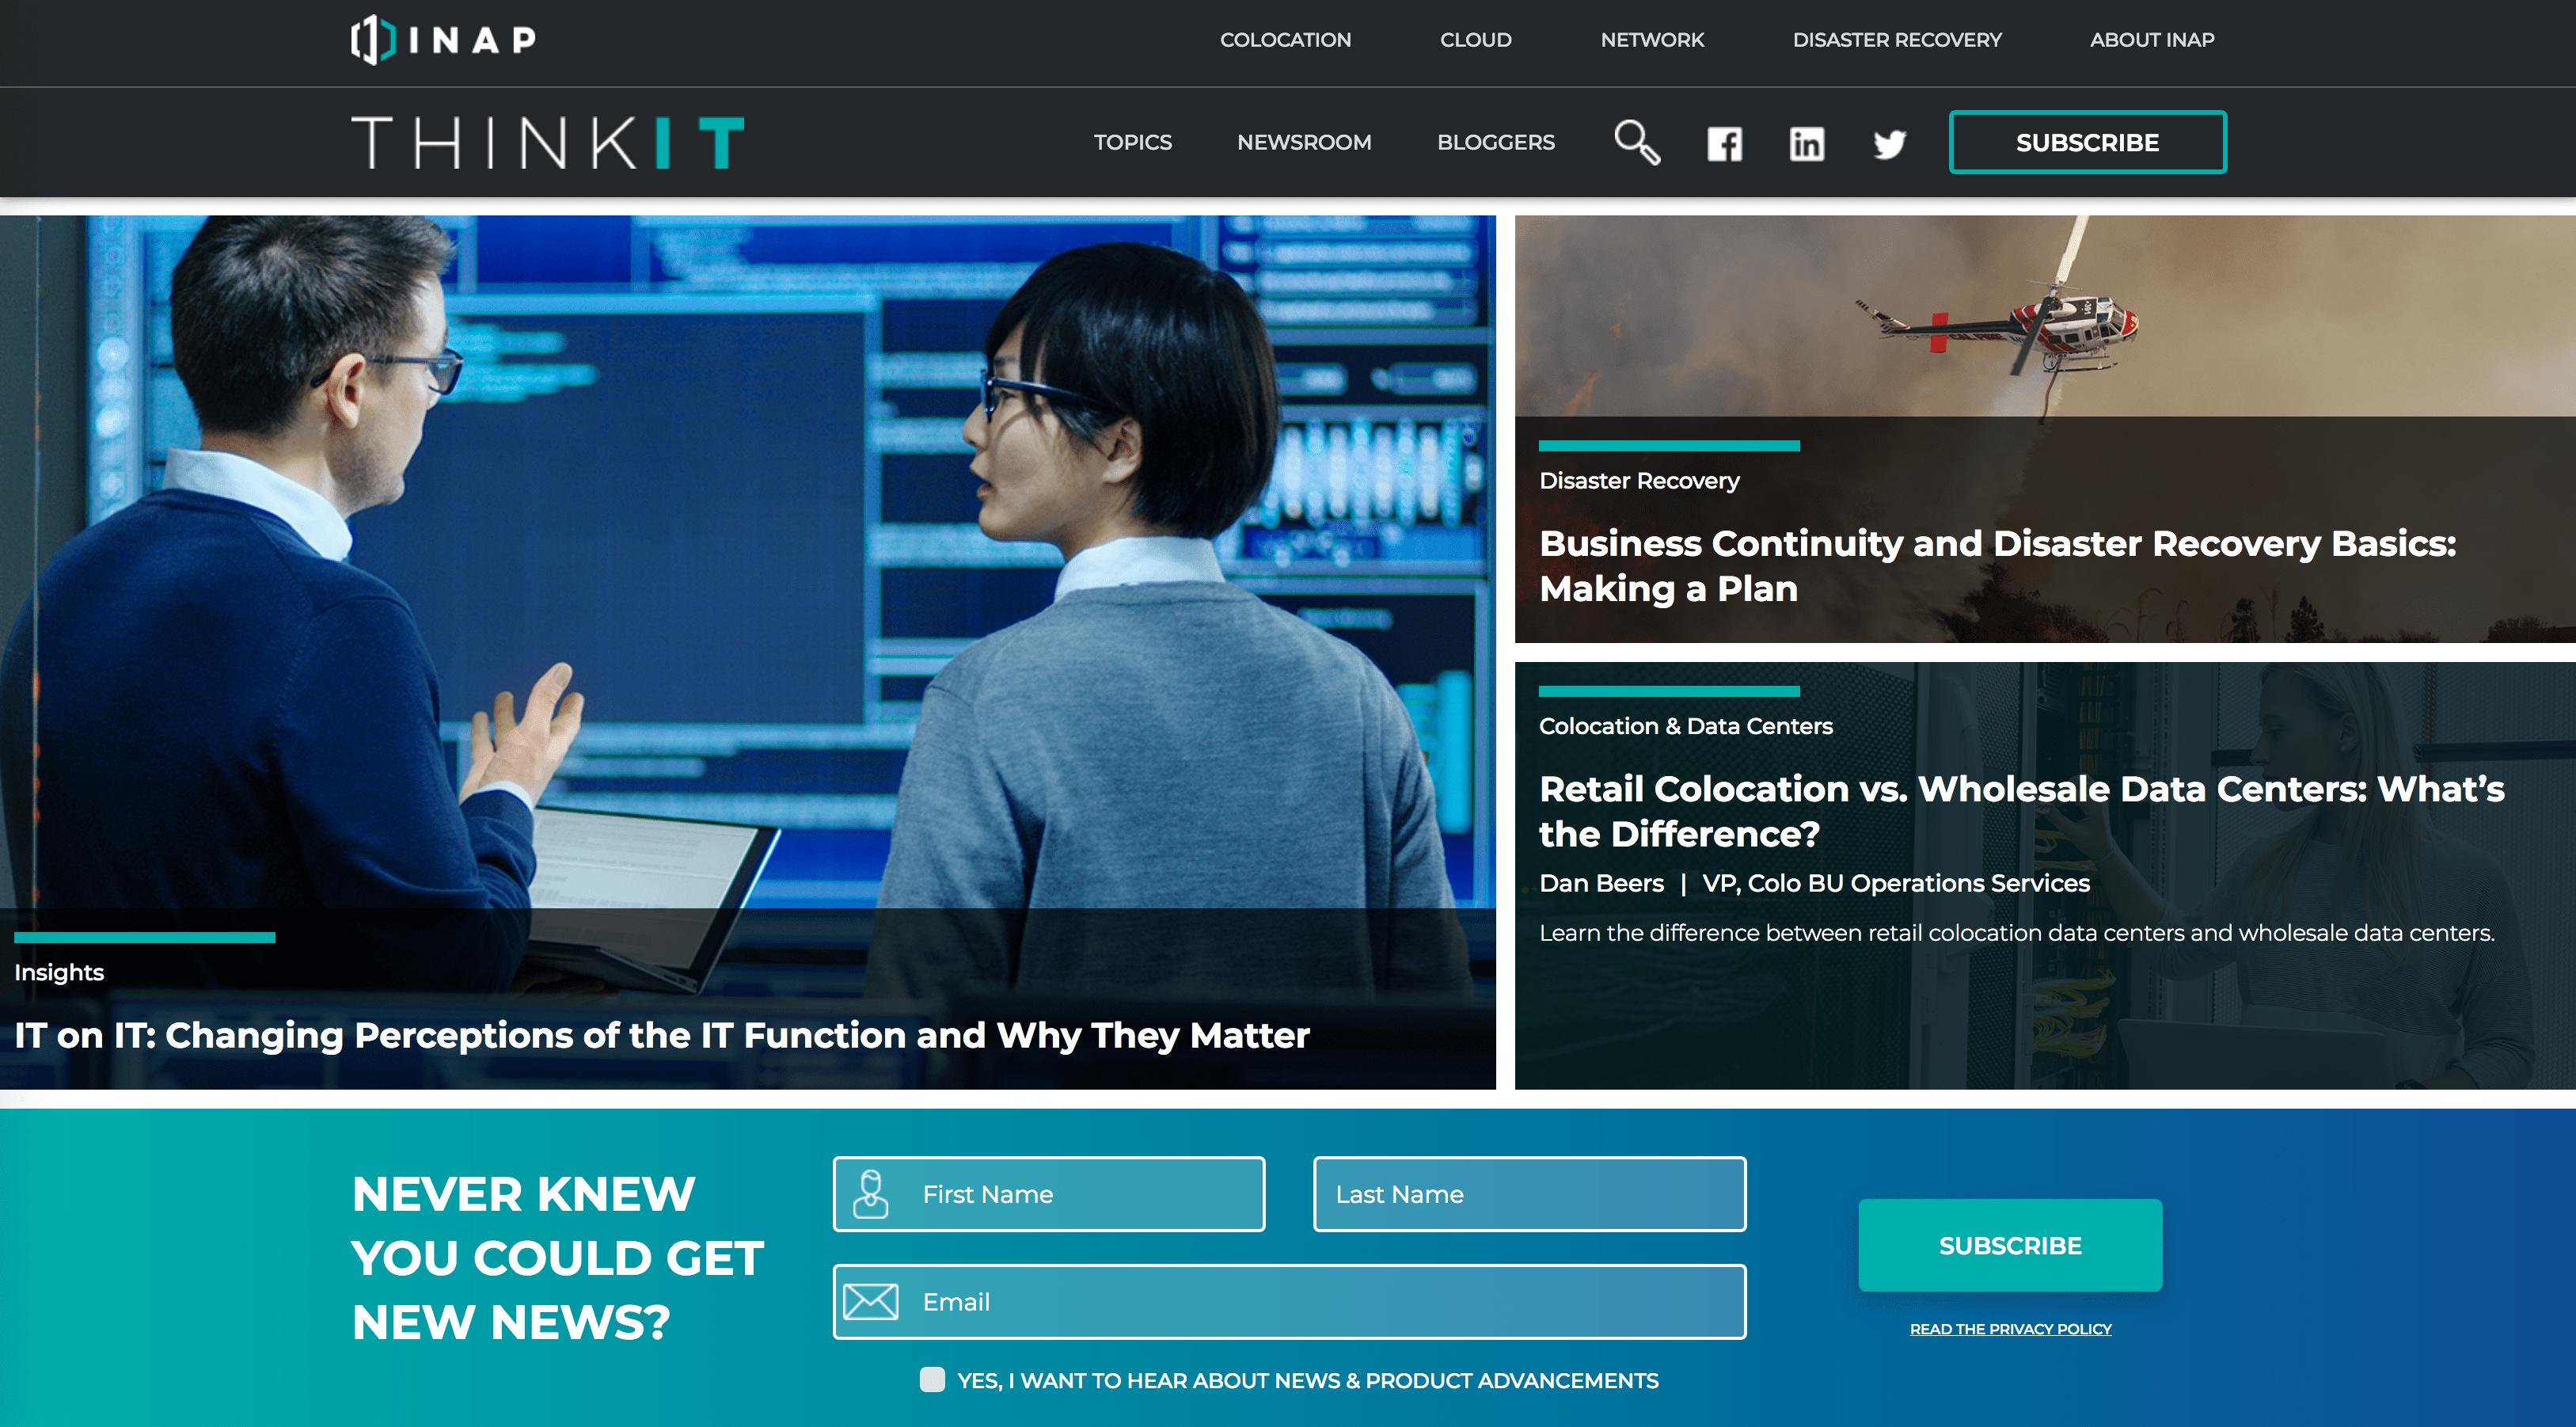 INAP
COLOCATION
CLOUD
NETWORK
DISASTER RECOVERY
ABOUT INAP
THINKIT
TOPICS
NEWSROOM
BLOGGERS
SUBSCRIBE
Insights
IT on IT: Changing Perceptions of the IT Function and Why They Matter
Disaster Recovery
Business Continuity and Disaster Recovery Basics:
Making a Plan
Colocation & Data Centers
Retail Colocation vs. Wholesale Data Centers: What’s
the Difference?
Dan Beers | VP, Colo BU Operations Services
Learn the difference between retail colocation data centers and wholesale data centers.
NEVER KNEW
YOU COULD GET
NEW NEWS?
First Name
Last Name
Email
YES, I WANT TO HEAR ABOUT NEWS & PRODUCT ADVANCEMENTS
SUBSCRIBE
READ THE PRIVACY POLICY